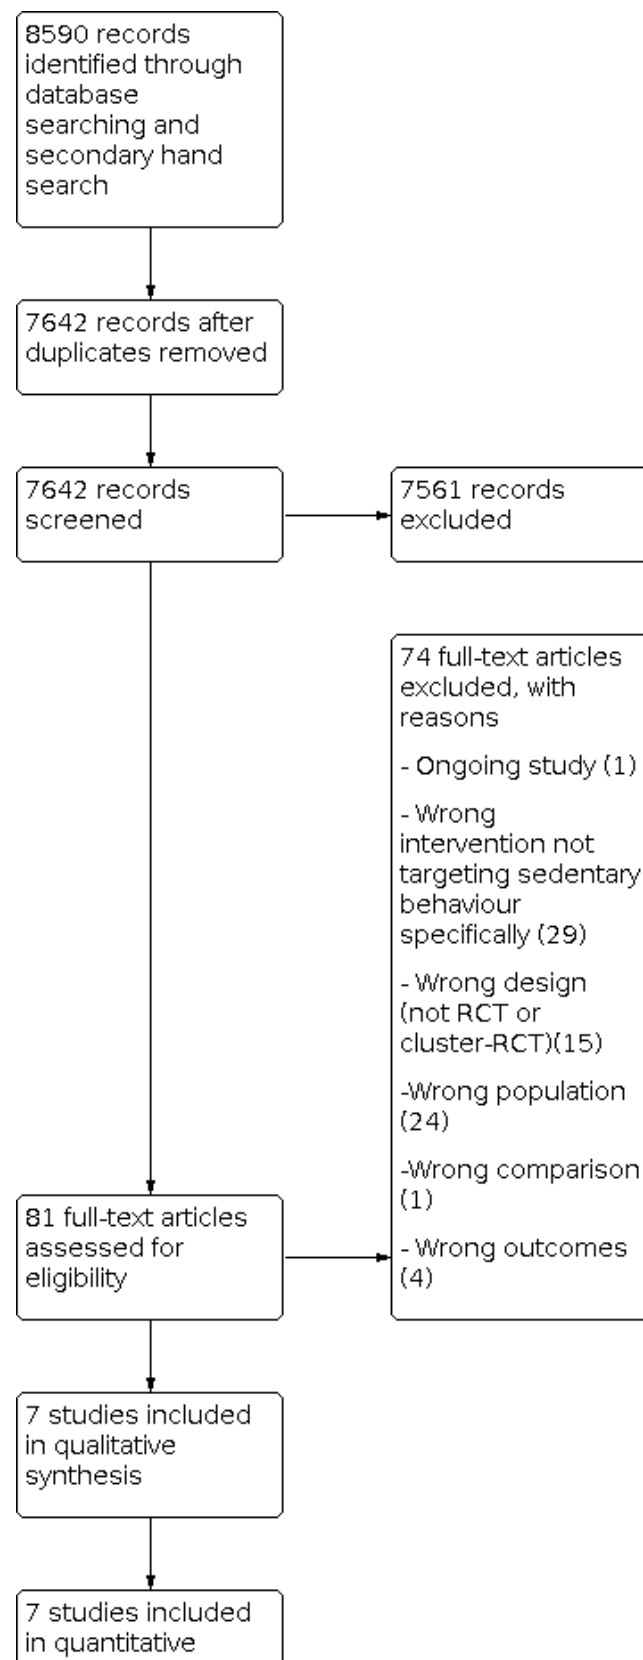 8590 records
identified through
database
searching and
secondary hand
search
7642 records after
duplicates removed
7642 records
screened
7561 records
excluded
74 full-text articles
excluded, with
reasons
- Ongoing study (1)
- Wrong
intervention not
targeting sedentary
behaviour
specifically (29)
- Wrong design
(not RCT or
cluster-RCT)(15)
-Wrong population
(24)
-Wrong comparison
(1)
- Wrong outcomes
(4)
81 full-text articles
assessed for
eligibility
7 studies included
in qualitative
synthesis
7 studies included
in quantitative